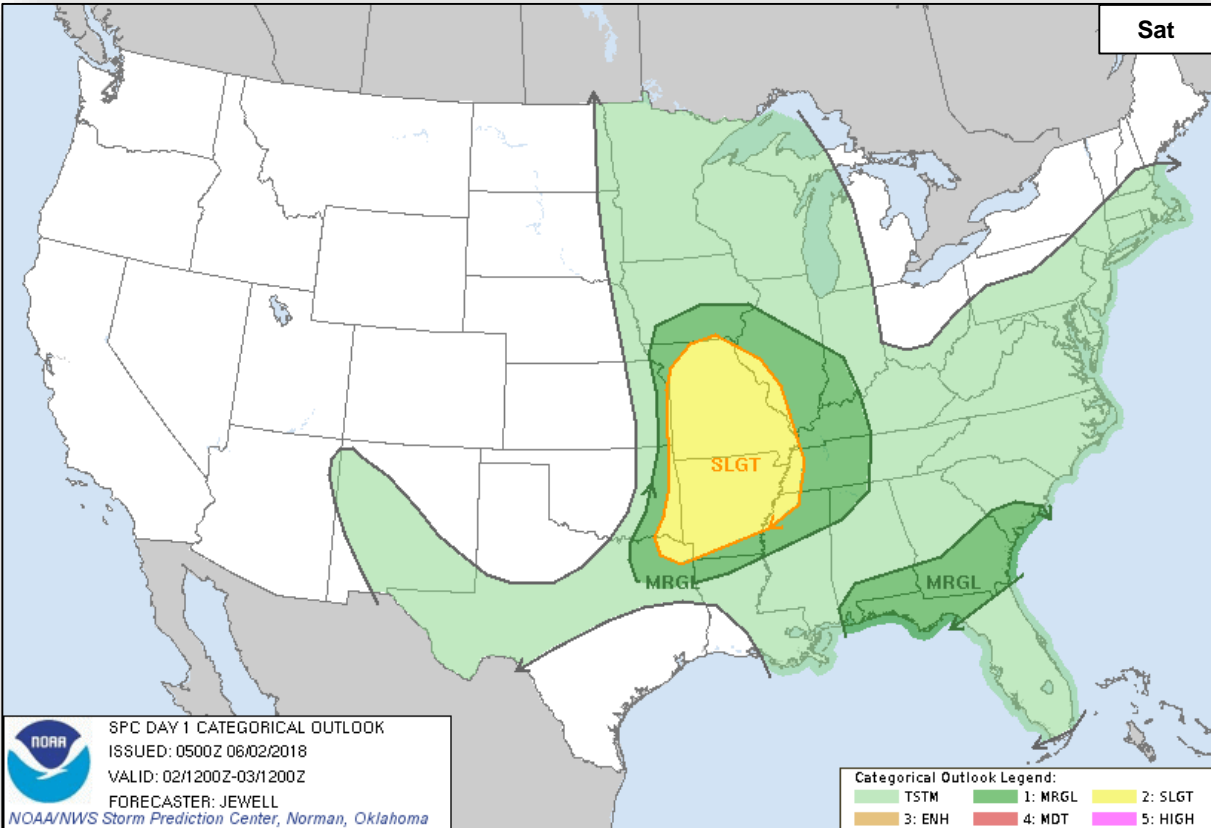 Sat
SLGT
MRGL
MRGL
NOAA
SPC DAY 1 CATEGORICAL OUTLOOK
ISSUED: 0500Z 06/02/2018
VALID: 02/1200Z-03/1200Z
FORECASTER: JEWELL
NOAA/NWS Storm Prediction Center, Norman, Oklahoma
Categorical Outlook Legend:
TSTM 1: MRGL 2: SLGT
3: ENH 4: MDT 5: HIGH